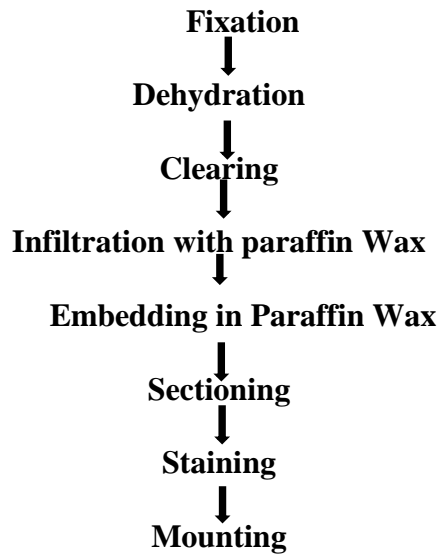 Fixation
Dehydration
Clearing
Infiltration with paraffin Wax
Embedding in Paraffin Wax
Sectioning
Staining
Mounting